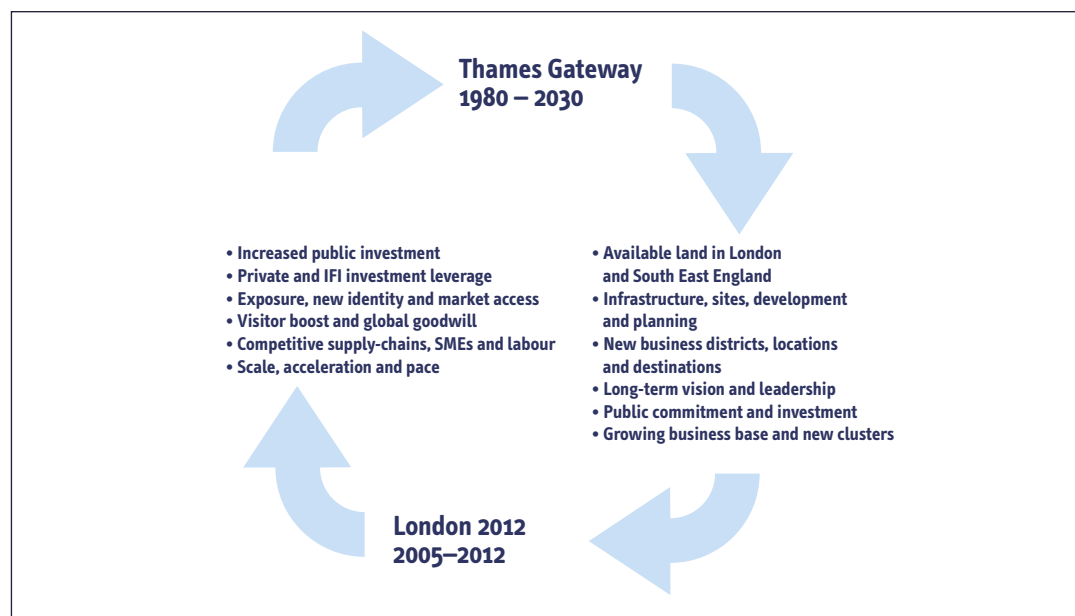 Thames Gateway
1980 – 2030
• Increased public investment
• Private and IFI investment leverage
• Exposure, new identity and market access
• Visitor boost and global goodwill
• Competitive supply-chains, SMEs and labour
• Scale, acceleration and pace
• Available land in London
and South East England
• Infrastructure, sites, development
and planning
• New business districts, locations
and destinations
• Long-term vision and leadership
• Public commitment and investment
• Growing business base and new clusters
London 2012
2005–2012